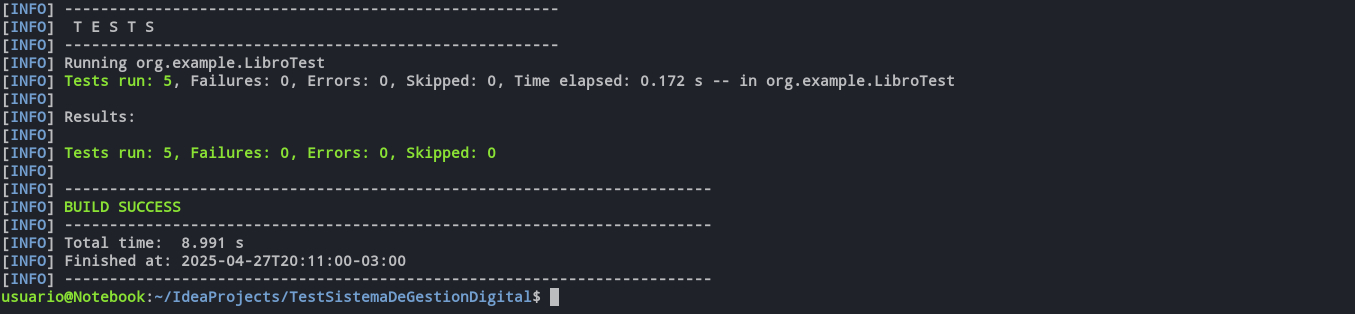 [INFO] -------------------------------------------------------
[INFO]  T E S T S
[INFO] -------------------------------------------------------
[INFO] Running org.example.LibroTest
[INFO] Tests run: 5, Failures: 0, Errors: 0, Skipped: 0, Time elapsed: 0.172 s -- in org.example.LibroTest
[INFO]
[INFO] Results:
[INFO]
[INFO] Tests run: 5, Failures: 0, Errors: 0, Skipped: 0
[INFO]
[INFO] ------------------------------------------------------------------------
[INFO] BUILD SUCCESS
[INFO] ------------------------------------------------------------------------
[INFO] Total time:  8.991 s
[INFO] Finished at: 2025-04-27T20:11:00-03:00
[INFO] ------------------------------------------------------------------------
usuario@Notebook:~/IdeaProjects/TestSistemaDeGestionDigital$